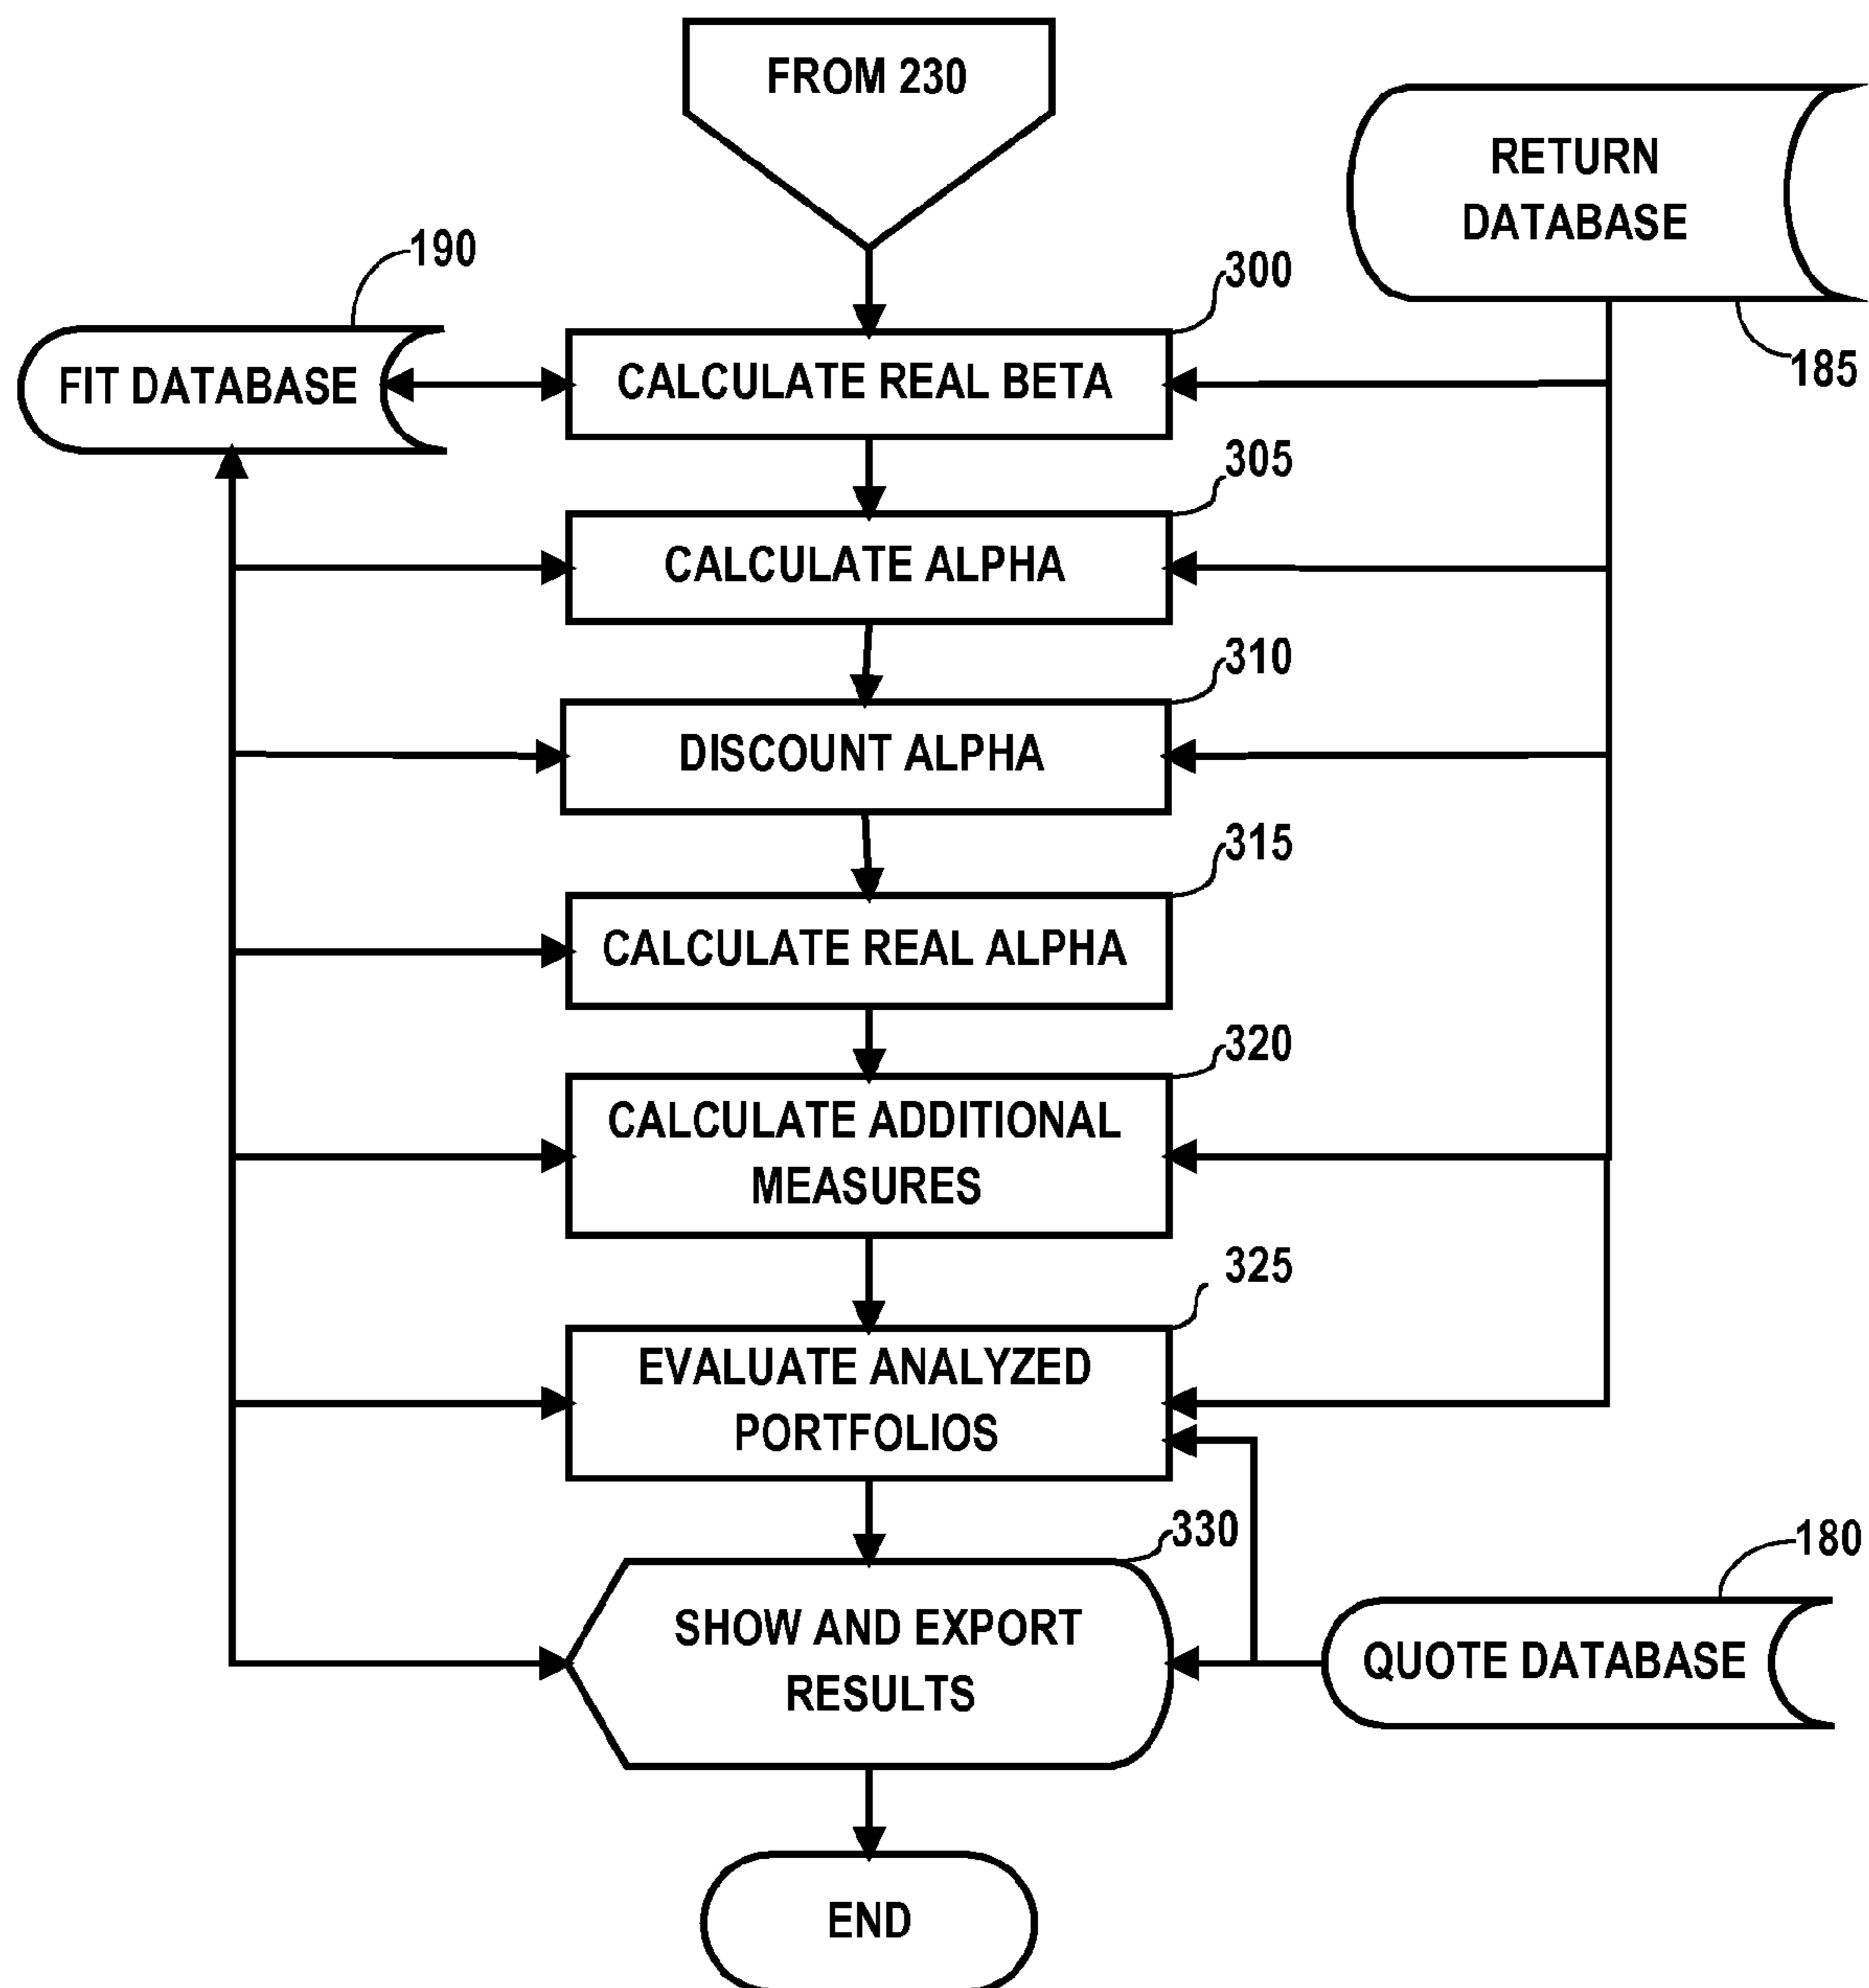 FROM 230
RETURN
DATABASE
190
300
FIT DATABASE
CALCULATE REAL BETA
185
305
CALCULATE ALPHA
310
DISCOUNT ALPHA
315
CALCULATE REAL ALPHA
320
CALCULATE ADDITIONAL
MEASURES
325
EVALUATE ANALYZED
PORTFOLIOS
330
180
SHOW AND EXPORT
RESULTS
QUOTE DATABASE
END